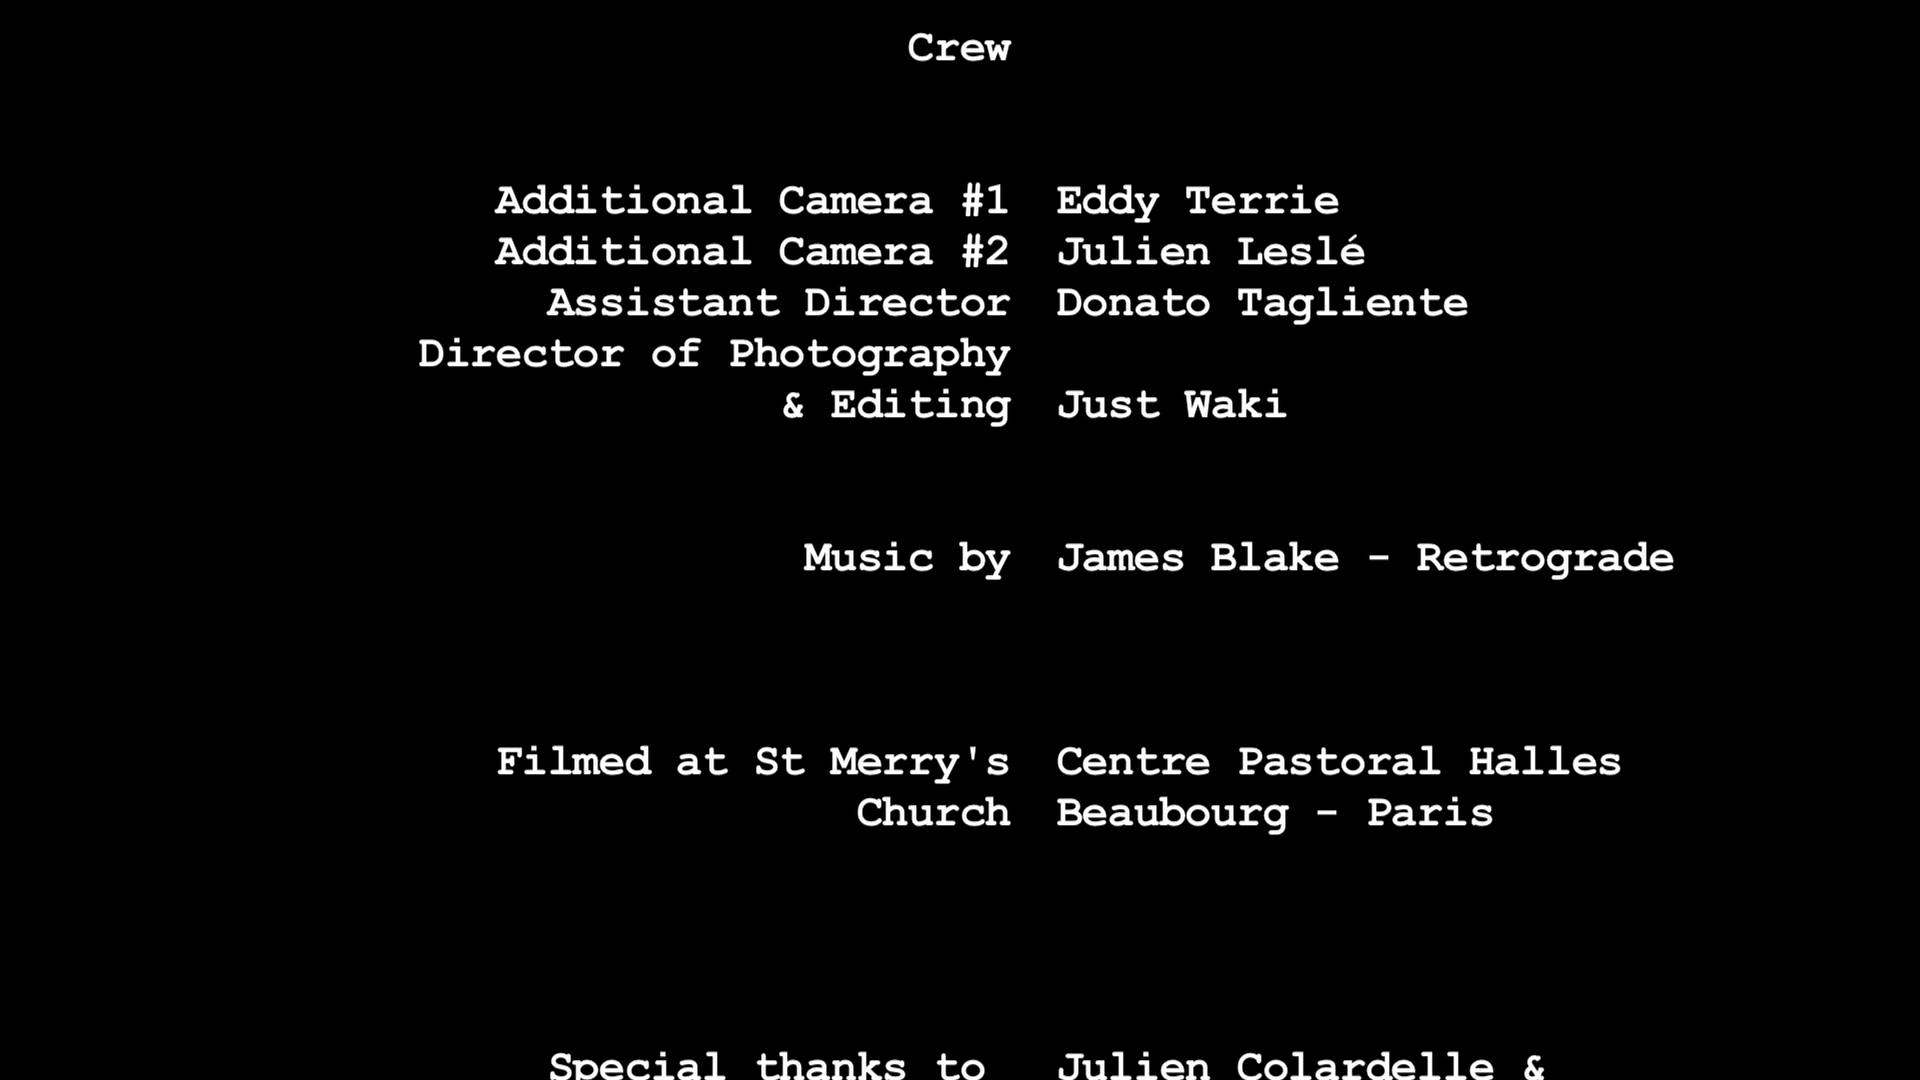 Crew
Additional Camera #1 Eddy Terrie
Additional Camera #2 Julien Leslé
Assistant Director Donato Tagliente
Director of Photography
& Editing Just Waki
Music by James Blake - Retrograde
Filmed at St Merry's Centre Pastoral Halles
Church Beaubourg - Paris
Special thanks to Julien Colardelle &